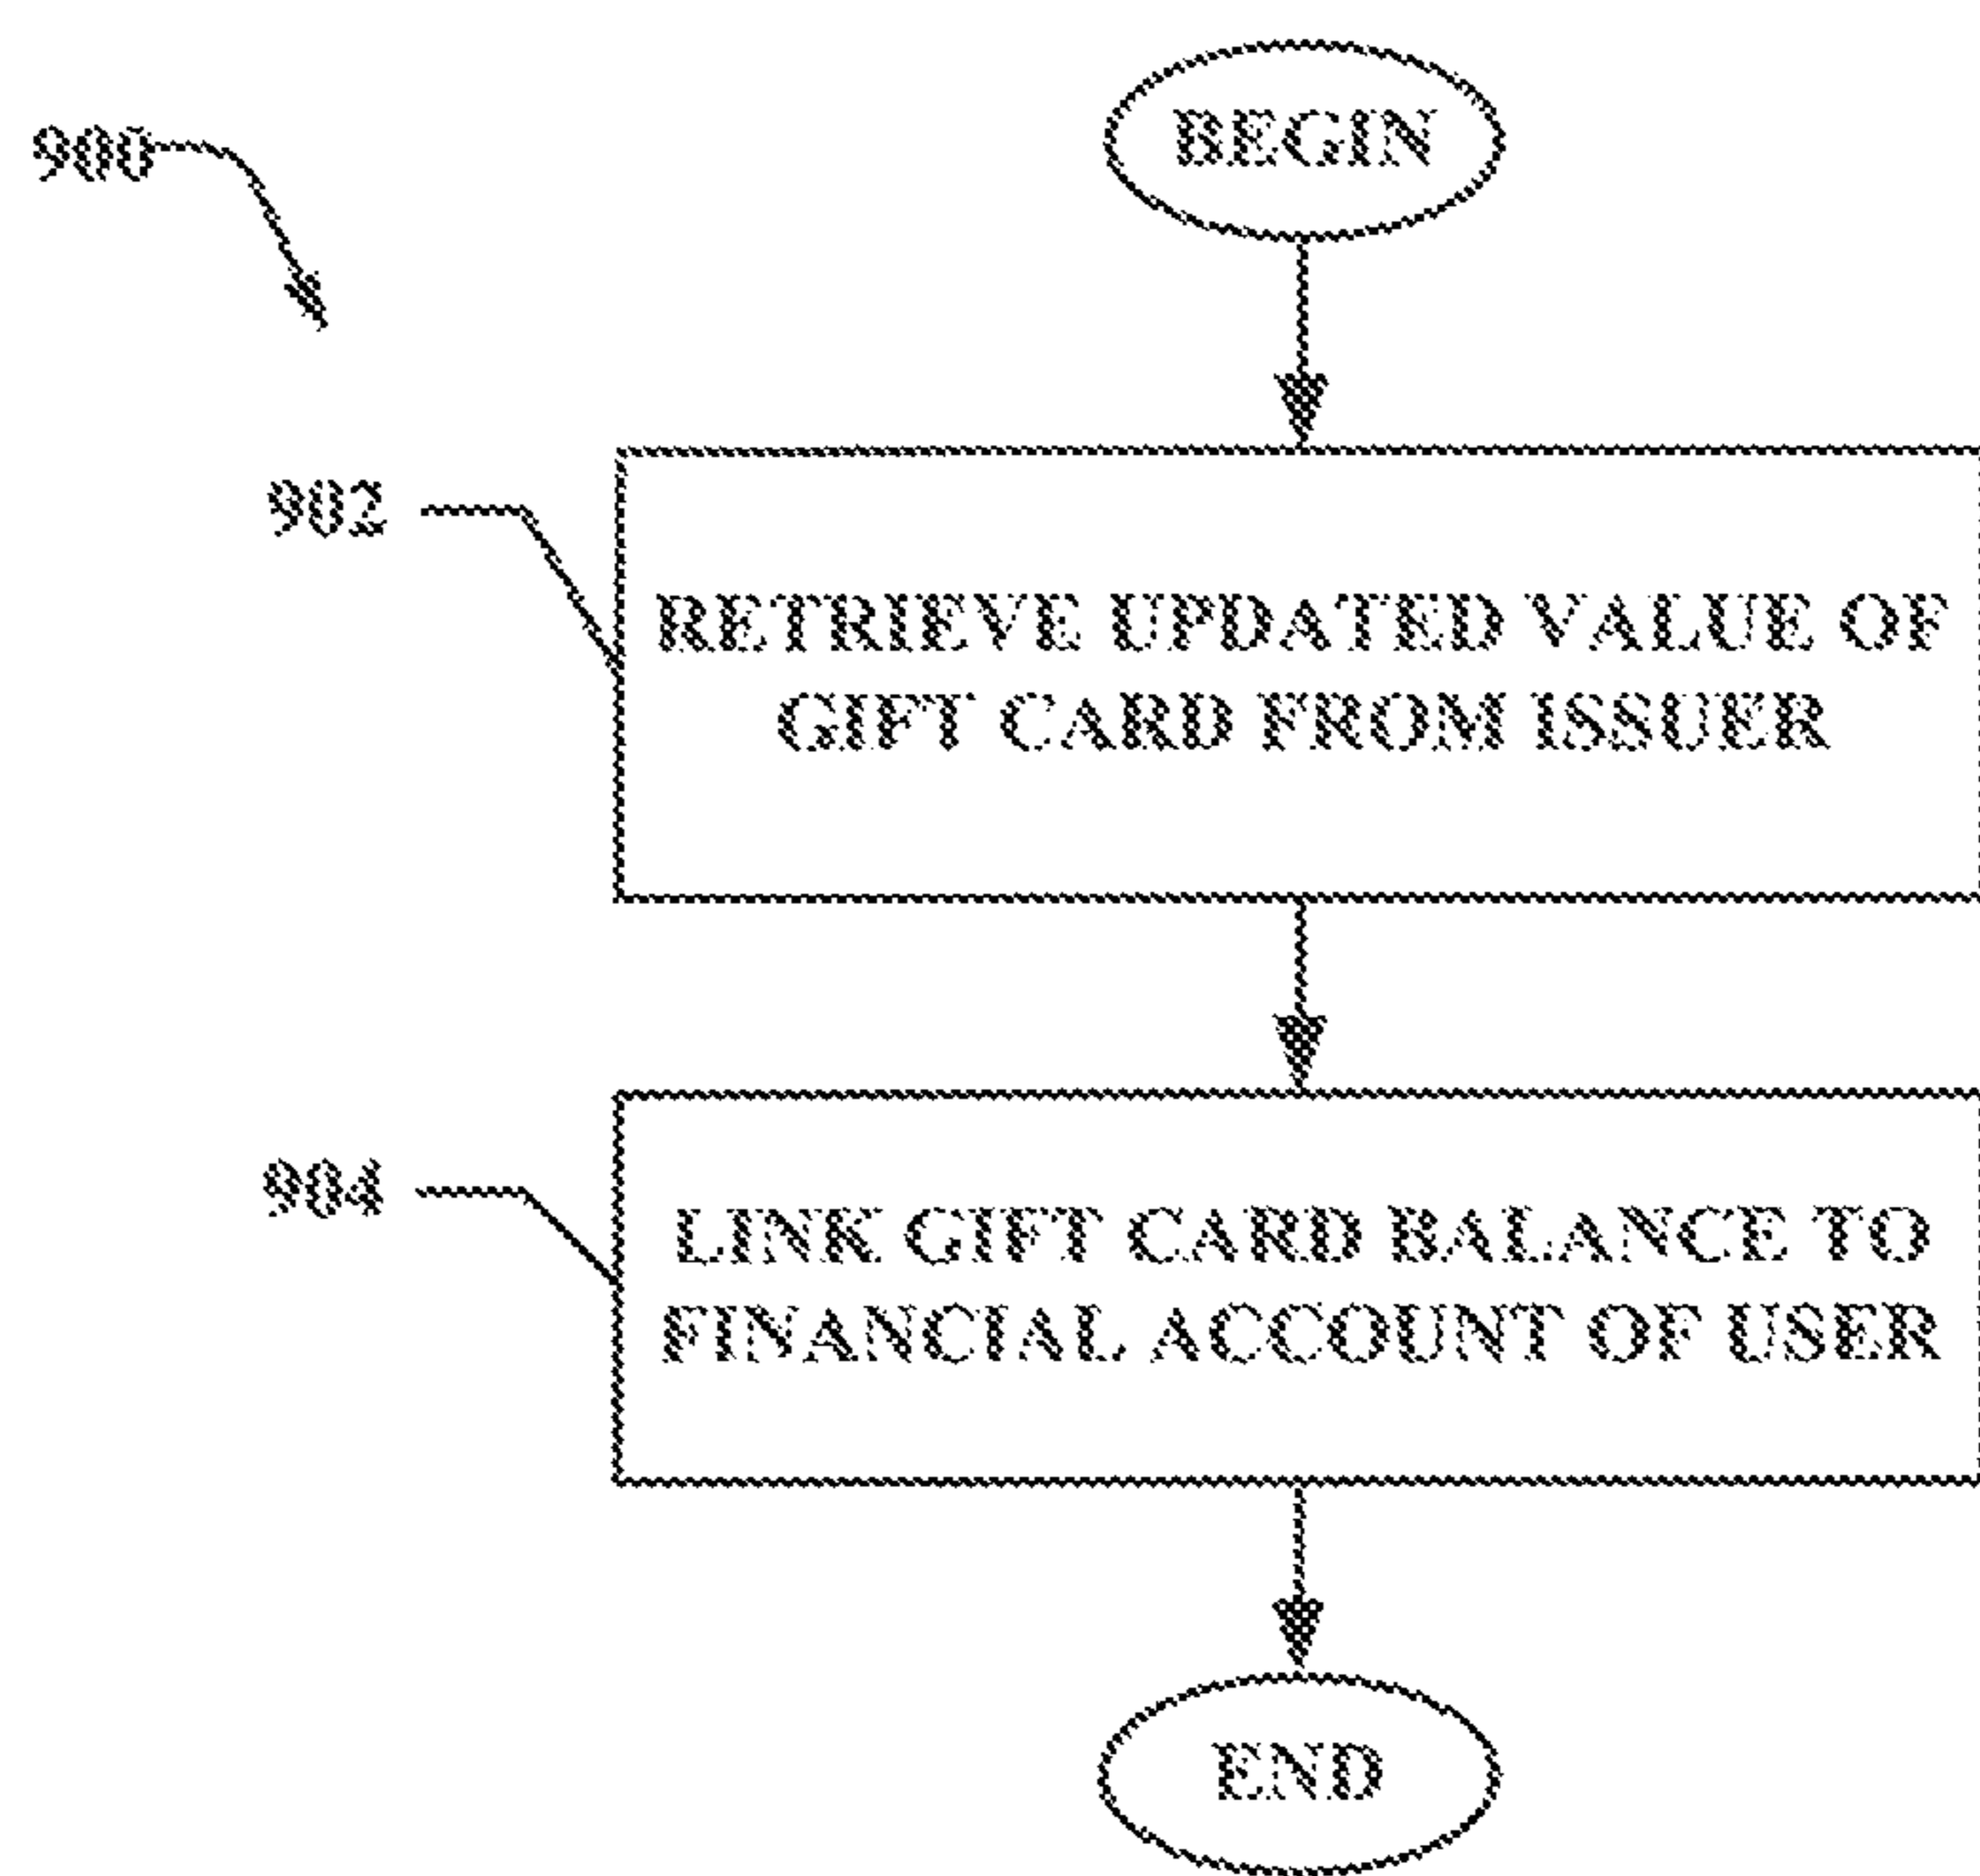 900
BEGIN
902
RETRIEVE UPDATED VALUE OF
GIFT CARD FROM ISSUER
904
LINK GIFT CARD BALANCE TO
FINANCIAL ACCOUNT OF USER
END